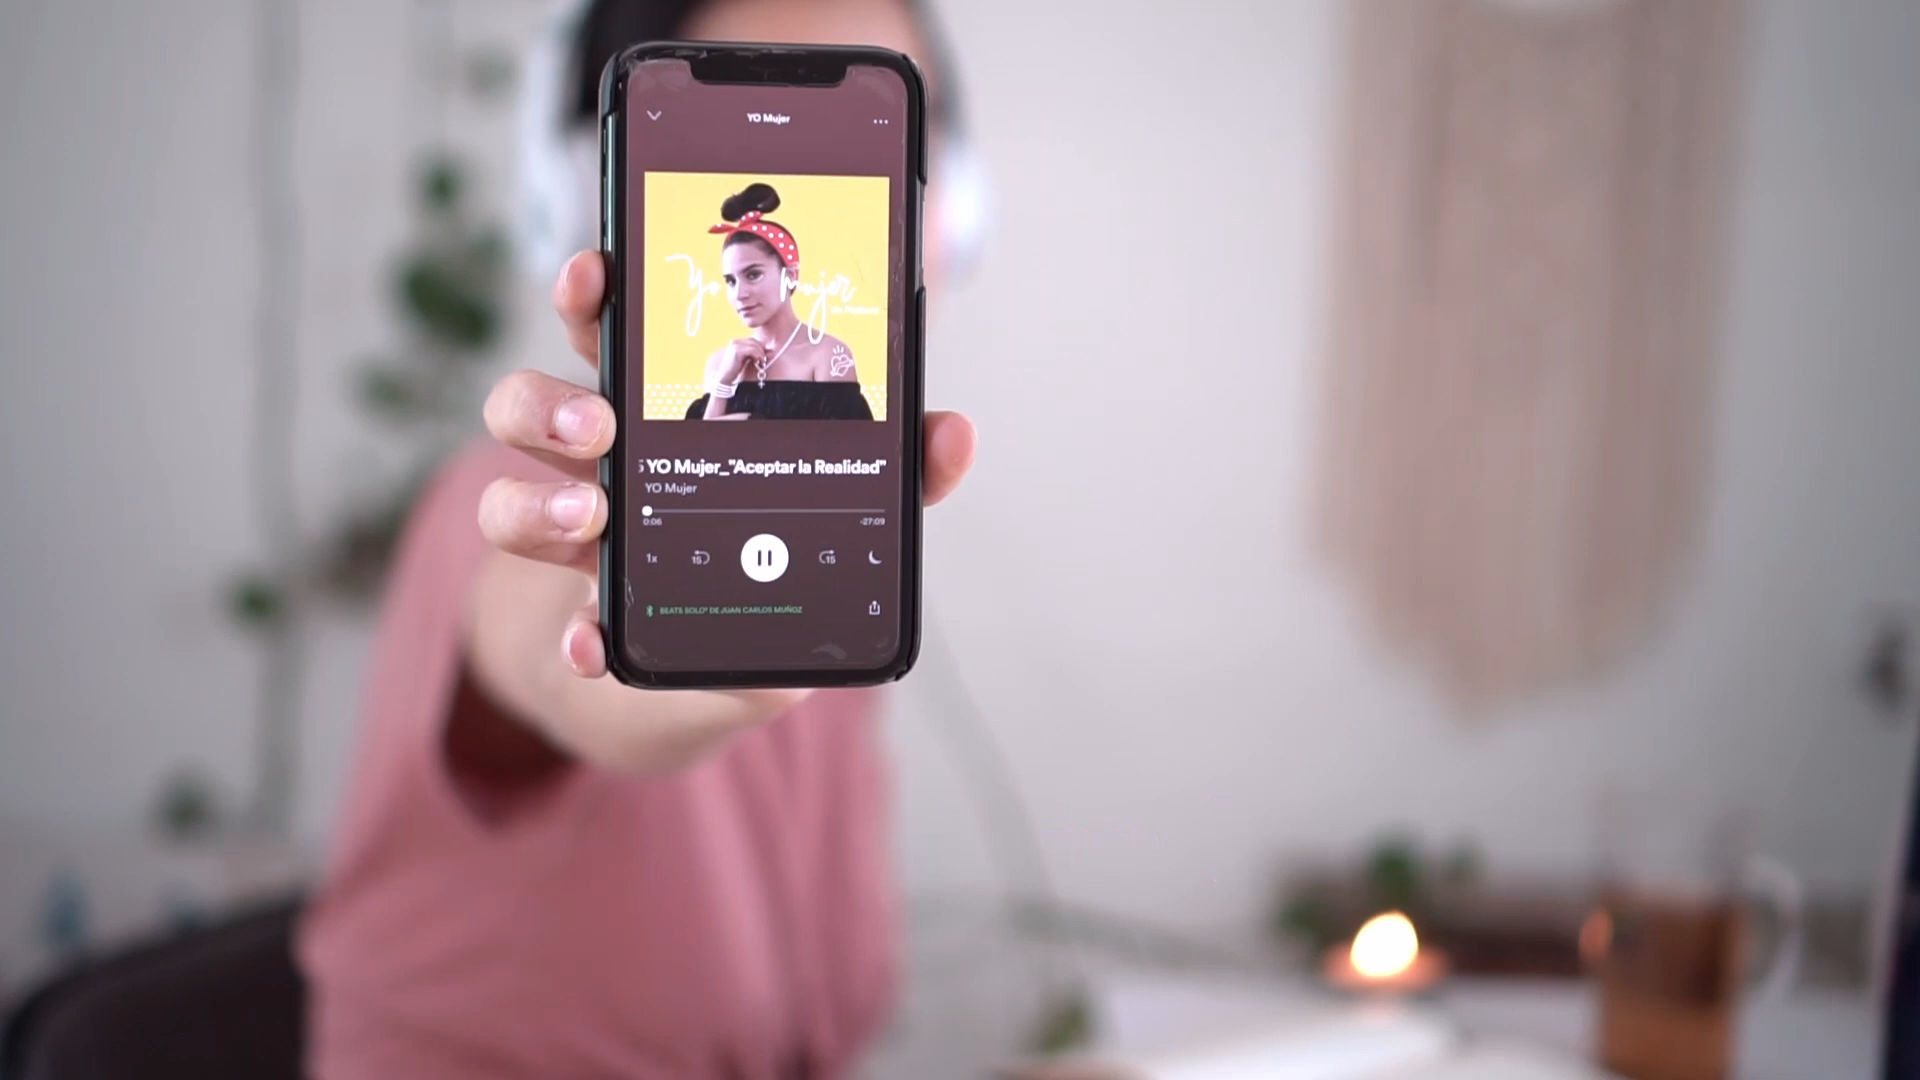 YO Mujer
Yo mujer
YO Mujer_"Aceptar la Realidad"
YO Mujer
0:06 -27:09
1x 15 15
BEATS SOLO³ DE JUAN CARLOS MUÑOZ